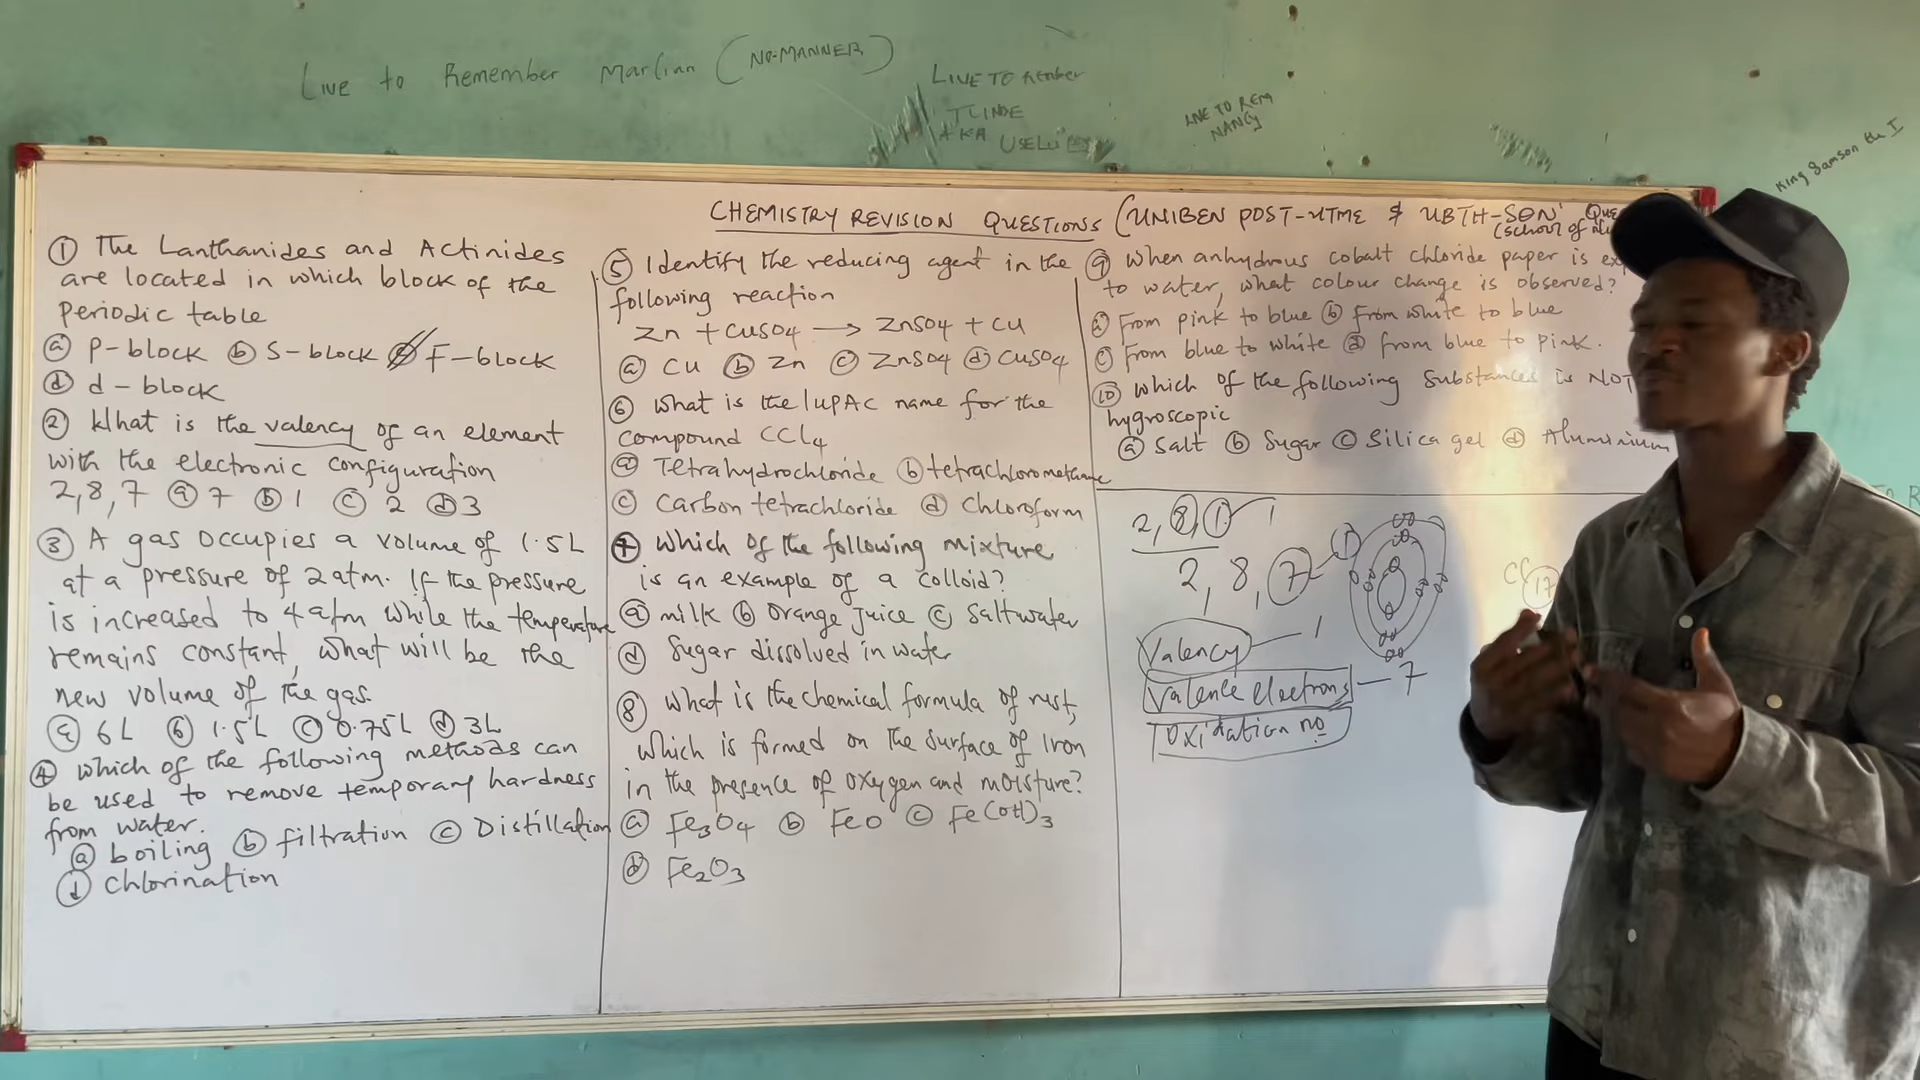 Live to Remember Marlian (NO-MANNER)
LIVE TO Rember
TUNDE
AKA USELU
LIVE TO REM
NANCY
King Samson the I
CHEMISTRY REVISION QUESTIONS (UNIBEN POST-UTME & UBTH-SON' Que
(School of Nu
① The Lanthanides and Actinides
are located in which block of the
Periodic table
ⓐ P-block ⓑ S-block ⓒ F-block
ⓓ d-block
② What is the valency of an element
with the electronic configuration
2,8,7 ⓐ 7 ⓑ 1 ⓒ 2 ⓓ 3
③ A gas occupies a volume of 1.5L
at a pressure of 2atm. If the pressure
is increased to 4atm while the temperature
remains constant, what will be the
new volume of the gas.
ⓐ 6L ⓑ 1.5L ⓒ 0.75L ⓓ 3L
④ which of the following methods can
be used to remove temporary hardness
from water.
ⓐ boiling ⓑ filtration ⓒ Distillation
ⓓ Chlorination
⑤ Identify the reducing agent in the
following reaction
Zn + CuSO4 → ZnSO4 + Cu
ⓐ Cu ⓑ Zn ⓒ ZnSO4 ⓓ CuSO4
⑥ What is the IUPAC name for the
compound CCl4
ⓐ Tetrahydrochloride ⓑ tetrachloromethane
ⓒ Carbon tetrachloride ⓓ Chloroform
⑦ Which of the following mixture
is an example of a colloid?
ⓐ milk ⓑ Orange juice ⓒ Saltwater
ⓓ Sugar dissolved in water
⑧ What is the chemical formula of rust,
which is formed on the surface of Iron
in the presence of oxygen and moisture?
ⓐ Fe3O4 ⓑ FeO ⓒ Fe(OH)3
ⓓ Fe2O3
⑨ When anhydrous cobalt chloride paper is exp
to water, what colour change is observed?
ⓐ From pink to blue ⓑ from white to blue
ⓒ From blue to white ⓓ from blue to pink.
⑩ which of the following Substances is NOT
hygroscopic
ⓐ Salt ⓑ Sugar ⓒ Silica gel ⓓ Aluminium
2, 8, 1 1
2, 8, 7 - 1
Valency — 1
Valence electrons — 7
Oxidation no
17